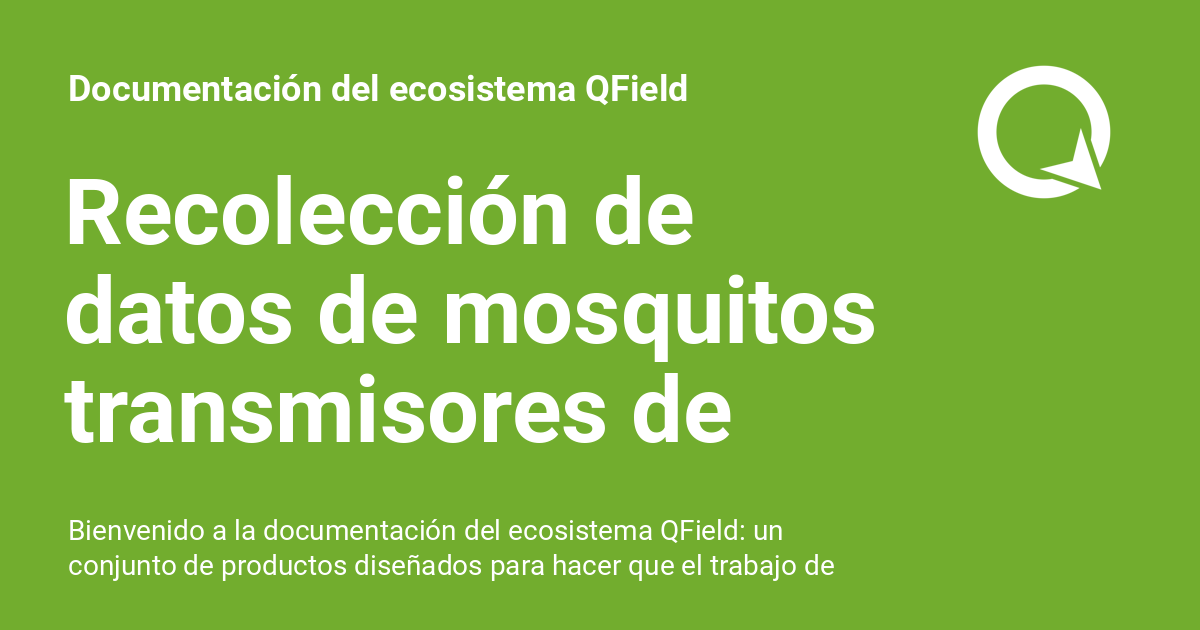 Documentación del ecosistema QField
Recolección de
datos de mosquitos
transmisores de
Bienvenido a la documentación del ecosistema QField: un
conjunto de productos diseñados para hacer que el trabajo de